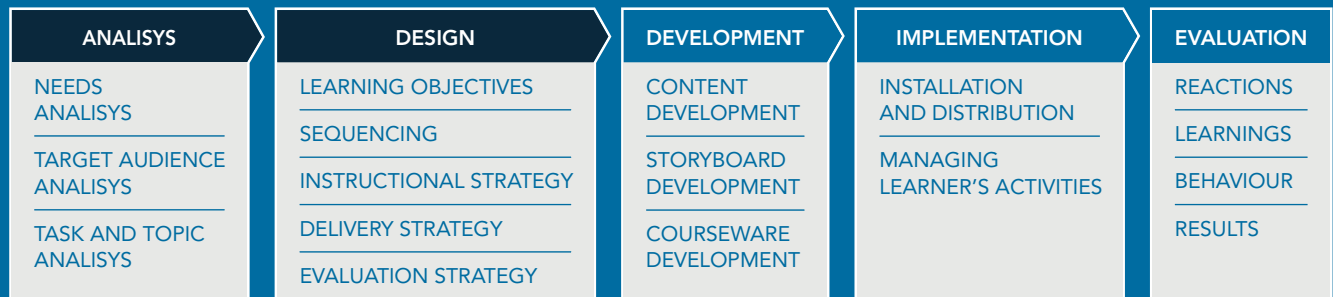 ANALISYS
NEEDS
ANALISYS
TARGET AUDIENCE
ANALISYS
TASK AND TOPIC
ANALISYS
DESIGN
LEARNING OBJECTIVES
SEQUENCING
INSTRUCTIONAL STRATEGY
DELIVERY STRATEGY
EVALUATION STRATEGY
DEVELOPMENT
CONTENT
DEVELOPMENT
STORYBOARD
DEVELOPMENT
COURSEWARE
DEVELOPMENT
IMPLEMENTATION
INSTALLATION
AND DISTRIBUTION
MANAGING
LEARNER'S ACTIVITIES
EVALUATION
REACTIONS
LEARNINGS
BEHAVIOUR
RESULTS